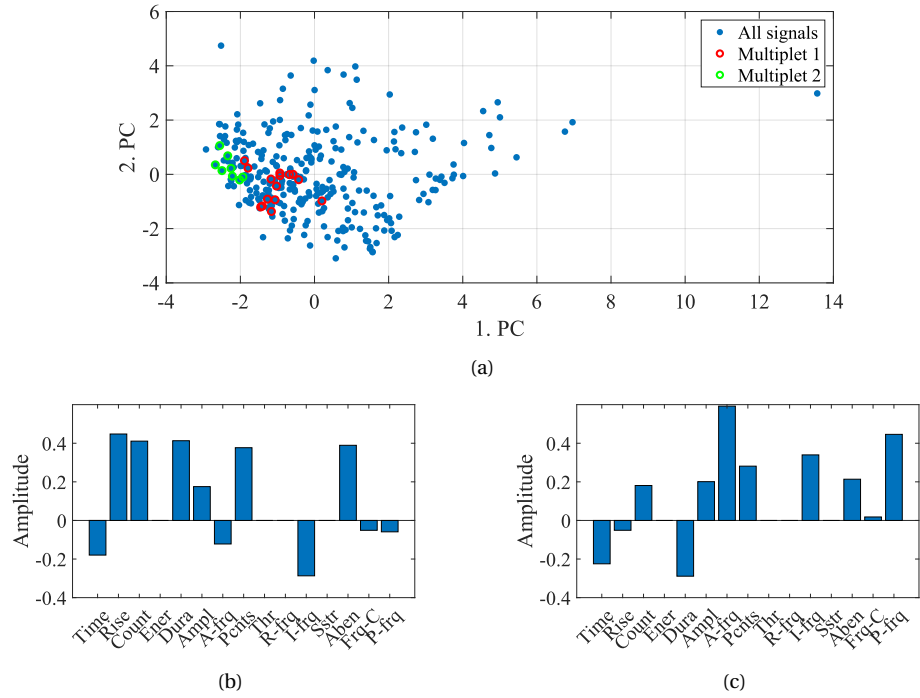 6
4
2
0
-2
-4
2. PC
-4
-2
0
2
4
6
8
10
12
14
1. PC
All signals
Multiplet 1
Multiplet 2
(a)
0.4
0.2
0
-0.2
-0.4
Amplitude
Time
Rise
Count
Ener
Dura
Ampl
A-frq
Pcnts
Thr
R-frq
I-frq
Sstr
Aben
Frq-C
P-frq
(b)
0.4
0.2
0
-0.2
-0.4
Amplitude
Time
Rise
Count
Ener
Dura
Ampl
A-frq
Pcnts
Thr
R-frq
I-frq
Sstr
Aben
Frq-C
P-frq
(c)